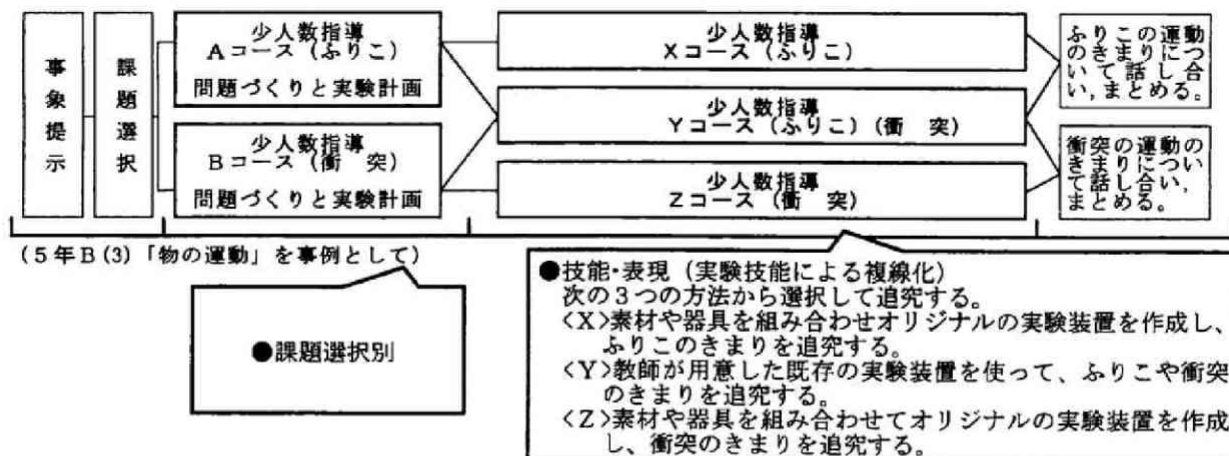 事象提示
課題選択
少人数指導
Aコース(ふりこ)
問題づくりと実験計画
少人数指導
Bコース(衝　突)
問題づくりと実験計画
少人数指導
Xコース(ふりこ)
少人数指導
Yコース(ふりこ)(衝　突)
少人数指導
Zコース(衝　突)
ふりこの運動
のきまりにつ
いて話し合
い,まとめる。
衝突の運動の
きまりについ
て話し合い,
まとめる。
(5年B(3)「物の運動」を事例として)
●課題選択別
●技能・表現(実験技能による複線化)
次の3つの方法から選択して追究する。
<X>素材や器具を組み合わせオリジナルの実験装置を作成し、
ふりこのきまりを追究する。
<Y>教師が用意した既存の実験装置を使って、ふりこや衝突
のきまりを追究する。
<Z>素材や器具を組み合わせてオリジナルの実験装置を作成
し、衝突のきまりを追究する。